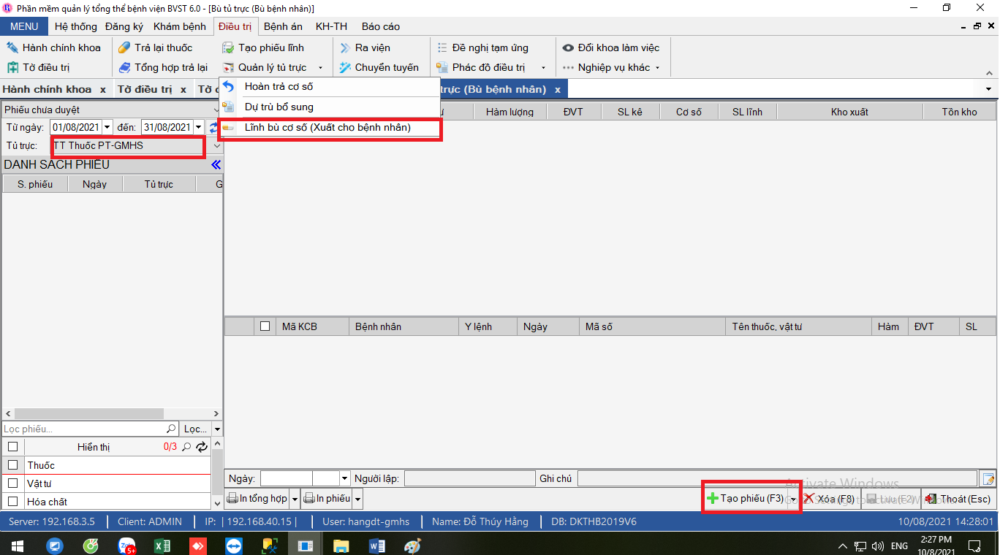 Phần mềm quản lý tổng thể bệnh viện BVST 6.0 - [Bù tủ trực (Bù bệnh nhân)]
MENU Hệ thống Đăng ký Khám bệnh Điều trị Bệnh án KH-TH Báo cáo
Hành chính khoa Trả lại thuốc Tạo phiếu lĩnh Ra viện Đề nghị tạm ứng Đổi khoa làm việc
Tờ điều trị Tổng hợp trả lại Quản lý tủ trực Chuyển tuyến Phác đồ điều trị Nghiệp vụ khác
Hành chính khoa x Tờ điều trị x Tờ trực (Bù bệnh nhân) x
Hoàn trả cơ số
Dự trù bổ sung
Lĩnh bù cơ số (Xuất cho bệnh nhân)
Phiếu chưa duyệt
Từ ngày: 01/08/2021 đến: 31/08/2021
Tủ trực: TT Thuốc PT-GMHS
DANH SÁCH PHIẾU
S. phiếu Ngày Tủ trực G
Hàm lượng ĐVT SL kê Cơ số SL lĩnh Kho xuất Tồn kho
Mã KCB Bệnh nhân Y lệnh Ngày Mã số Tên thuốc, vật tư Hàm ĐVT SL
Lọc phiếu... Lọc...
Hiển thị 0/3
Thuốc
Vật tư
Hóa chất
Ngày: Người lập: Ghi chú
In tổng hợp In phiếu Tạo phiếu (F3) Xóa (F8) Lưu (F2) Thoát (Esc)
Activate Windows
Go to Settings to activate Windows.
Server: 192.168.3.5 Client: ADMIN IP: | 192.168.40.15 | User: hangdt-gmhs Name: Đỗ Thúy Hằng DB: DKTHB2019V6 10/08/2021 14:28:01
Zalo 5+
ENG 2:27 PM
10/8/2021